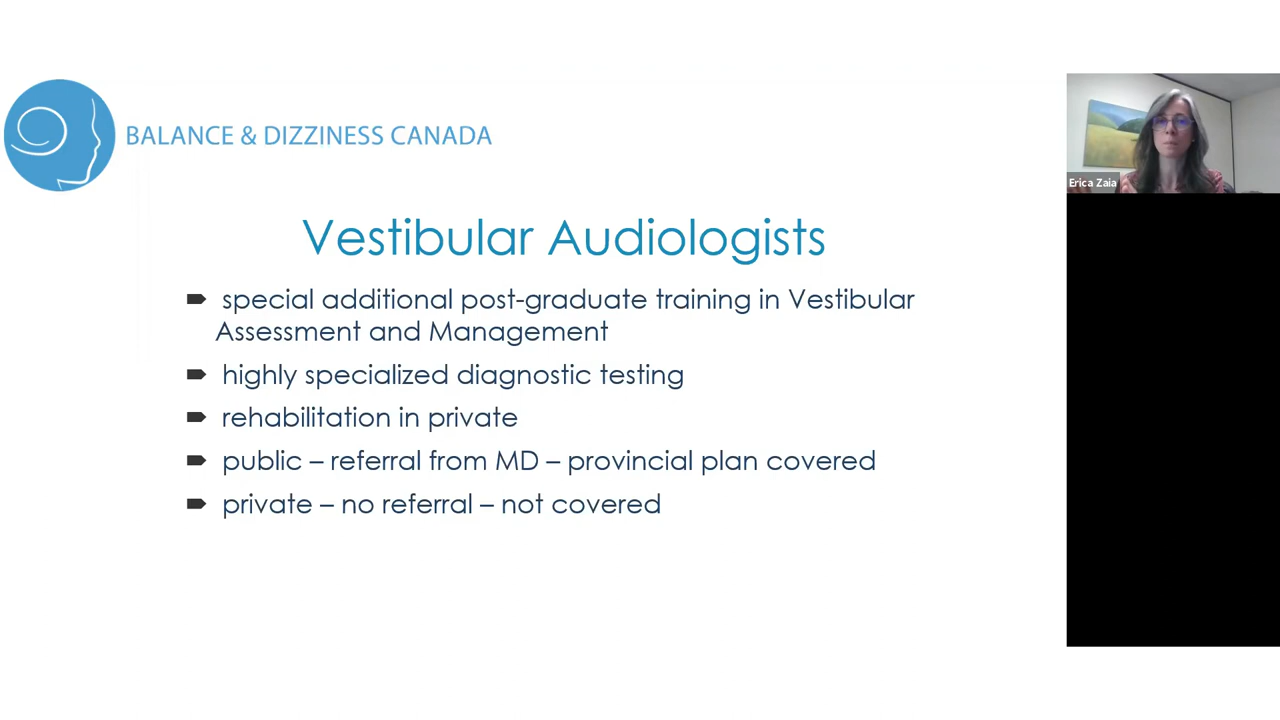 BALANCE & DIZZINESS CANADA
Erica Zaia
Vestibular Audiologists
special additional post-graduate training in Vestibular
Assessment and Management
highly specialized diagnostic testing
rehabilitation in private
public – referral from MD – provincial plan covered
private – no referral – not covered